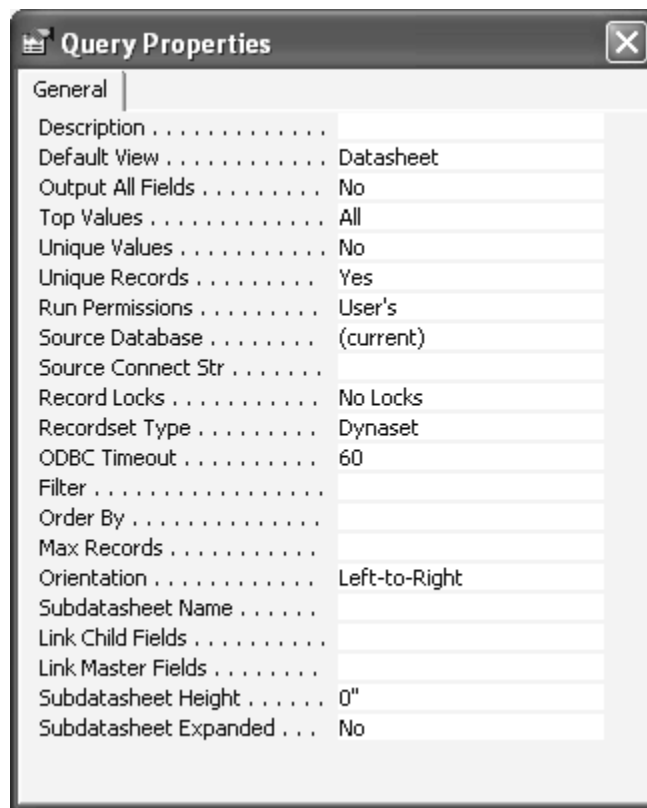 Query Properties
General
Description . . . . . . . . . . . . .
Default View . . . . . . . . . . . . Datasheet
Output All Fields . . . . . . . . . No
Top Values . . . . . . . . . . . . . All
Unique Values . . . . . . . . . . . No
Unique Records . . . . . . . . . Yes
Run Permissions . . . . . . . . . User's
Source Database . . . . . . . . (current)
Source Connect Str . . . . . . .
Record Locks . . . . . . . . . . . No Locks
Recordset Type . . . . . . . . . Dynaset
ODBC Timeout . . . . . . . . . . 60
Filter . . . . . . . . . . . . . . . . . .
Order By . . . . . . . . . . . . . .
Max Records . . . . . . . . . . .
Orientation . . . . . . . . . . . . Left-to-Right
Subdatasheet Name . . . . . .
Link Child Fields . . . . . . . . . .
Link Master Fields . . . . . . . .
Subdatasheet Height . . . . . . 0"
Subdatasheet Expanded . . . No